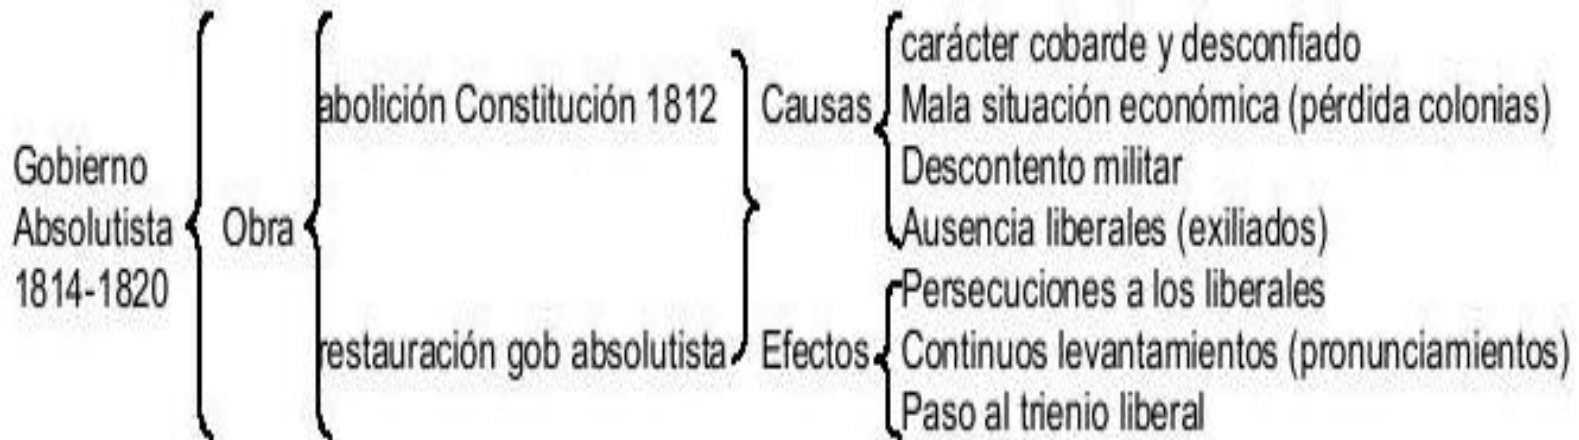 Gobierno
Absolutista
1814-1820
Obra
abolición Constitución 1812
restauración gob absolutista
Causas
carácter cobarde y desconfiado
Mala situación económica (pérdida colonias)
Descontento militar
Ausencia liberales (exiliados)
Efectos
Persecuciones a los liberales
Continuos levantamientos (pronunciamientos)
Paso al trienio liberal